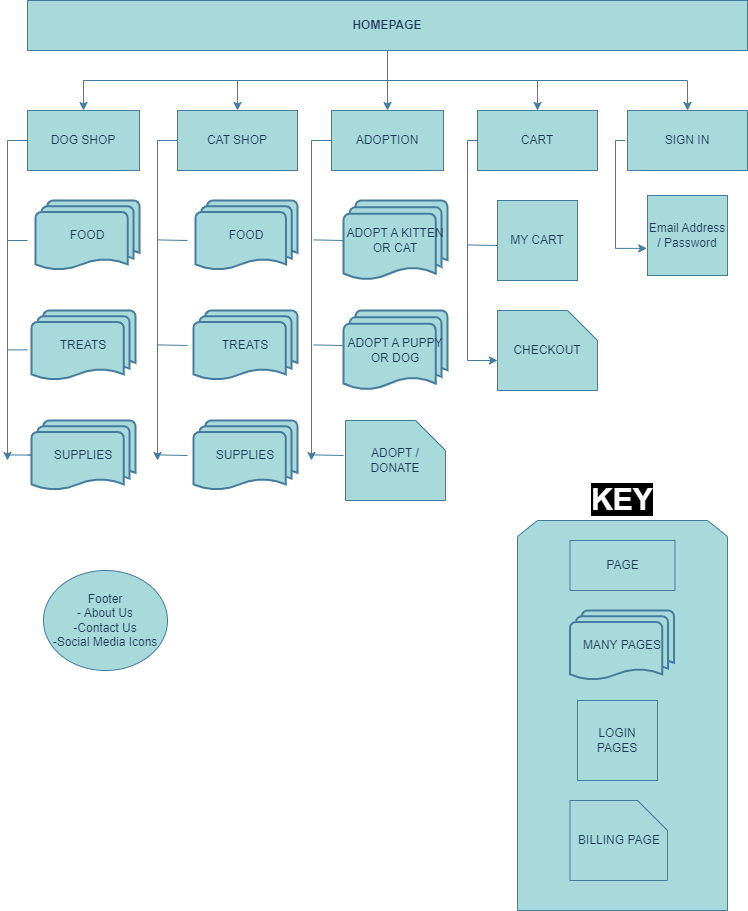 HOMEPAGE
DOG SHOP
CAT SHOP
ADOPTION
CART
SIGN IN
FOOD
FOOD
ADOPT A KITTEN
OR CAT
MY CART
Email Address
/ Password
TREATS
TREATS
ADOPT A PUPPY
OR DOG
CHECKOUT
SUPPLIES
SUPPLIES
ADOPT /
DONATE
KEY
PAGE
MANY PAGES
LOGIN
PAGES
BILLING PAGE
Footer
- About Us
-Contact Us
-Social Media Icons